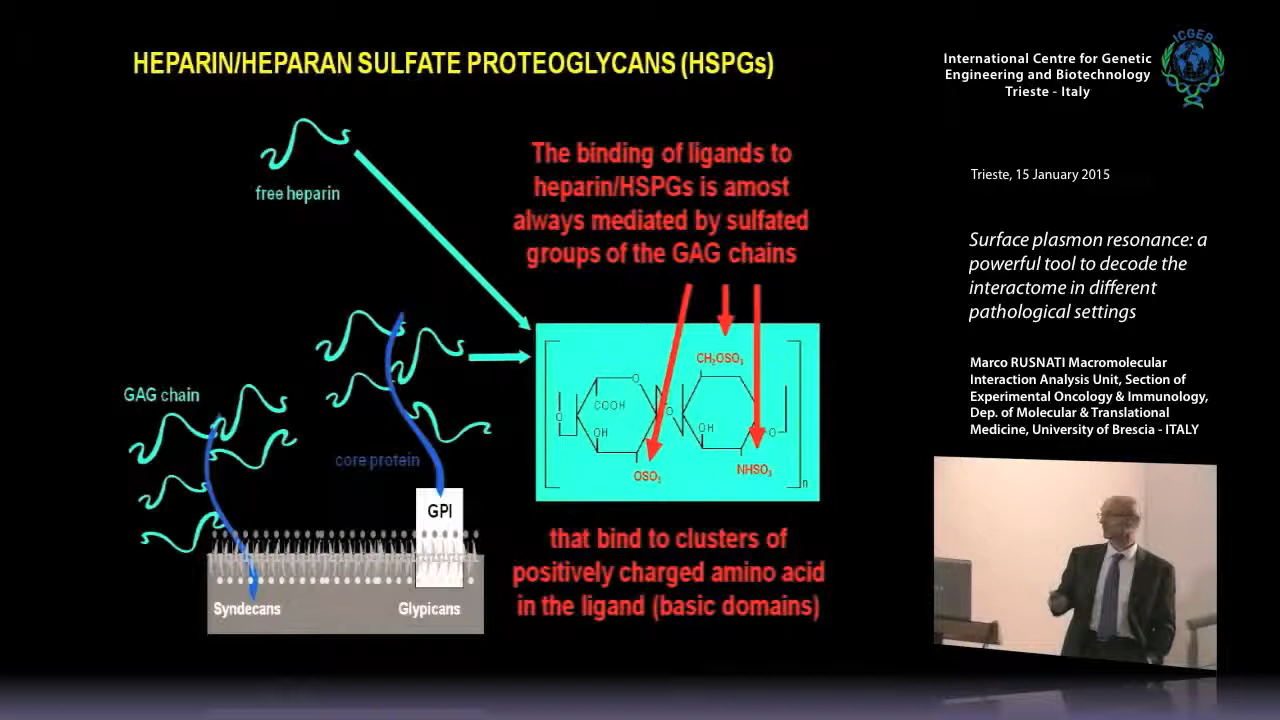 HEPARIN/HEPARAN SULFATE PROTEOGLYCANS (HSPGs)
free heparin
The binding of ligands to
heparin/HSPGs is amost
always mediated by sulfated
groups of the GAG chains
GAG chain
core protein
GPI
Syndecans
Glypicans
CH₂OSO₃
O
COOH
OH
O
O
OH
O
OSO₃
NHSO₃
n
that bind to clusters of
positively charged amino acid
in the ligand (basic domains)
International Centre for Genetic
Engineering and Biotechnology
Trieste - Italy
ICGEB
Trieste, 15 January 2015
Surface plasmon resonance: a
powerful tool to decode the
interactome in different
pathological settings
Marco RUSNATI Macromolecular
Interaction Analysis Unit, Section of
Experimental Oncology & Immunology,
Dep. of Molecular & Translational
Medicine, University of Brescia - ITALY